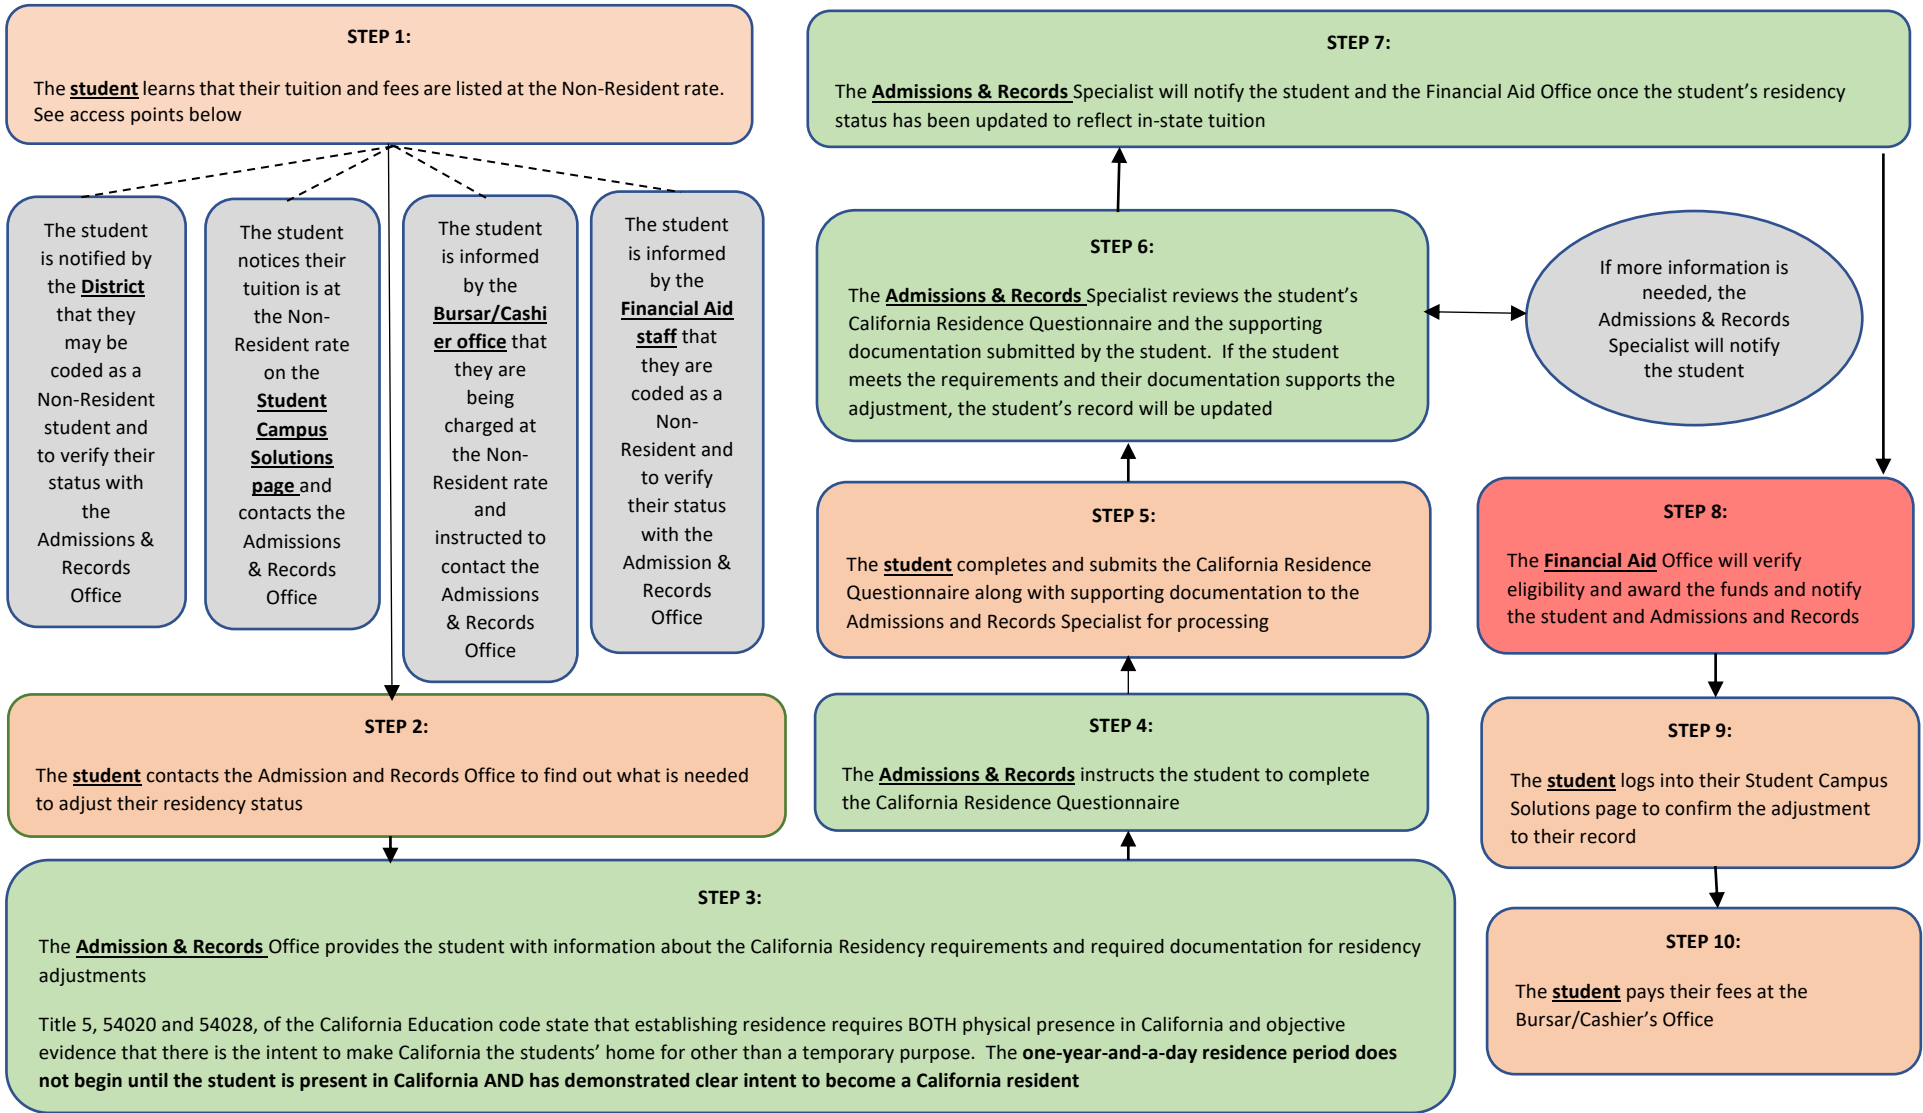 STEP 1:
The student learns that their tuition and fees are listed at the Non-Resident rate.
See access points below
The student
is notified by
the District
that they
may be
coded as a
Non-Resident
student and
to verify their
status with
the
Admissions &
Records
Office
The student
notices their
tuition is at
the Non-
Resident rate
on the
Student
Campus
Solutions
page and
contacts the
Admissions
& Records
Office
The student
is informed
by the
Bursar/Cashi
er office that
they are
being
charged at
the Non-
Resident rate
and
instructed to
contact the
Admissions
& Records
Office
The student
is informed
by the
Financial Aid
staff that
they are
coded as a
Non-
Resident and
to verify
their status
with the
Admission &
Records
Office
STEP 2:
The student contacts the Admission and Records Office to find out what is needed
to adjust their residency status
STEP 3:
The Admission & Records Office provides the student with information about the California Residency requirements and required documentation for residency
adjustments
Title 5, 54020 and 54028, of the California Education code state that establishing residence requires BOTH physical presence in California and objective
evidence that there is the intent to make California the students' home for other than a temporary purpose.  The one-year-and-a-day residence period does
not begin until the student is present in California AND has demonstrated clear intent to become a California resident
STEP 4:
The Admissions & Records instructs the student to complete
the California Residence Questionnaire
STEP 5:
The student completes and submits the California Residence
Questionnaire along with supporting documentation to the
Admissions and Records Specialist for processing
STEP 6:
The Admissions & Records Specialist reviews the student's
California Residence Questionnaire and the supporting
documentation submitted by the student.  If the student
meets the requirements and their documentation supports the
adjustment, the student's record will be updated
If more information is
needed, the
Admissions & Records
Specialist will notify
the student
STEP 7:
The Admissions & Records Specialist will notify the student and the Financial Aid Office once the student's residency
status has been updated to reflect in-state tuition
STEP 8:
The Financial Aid Office will verify
eligibility and award the funds and notify
the student and Admissions and Records
STEP 9:
The student logs into their Student Campus
Solutions page to confirm the adjustment
to their record
STEP 10:
The student pays their fees at the
Bursar/Cashier's Office